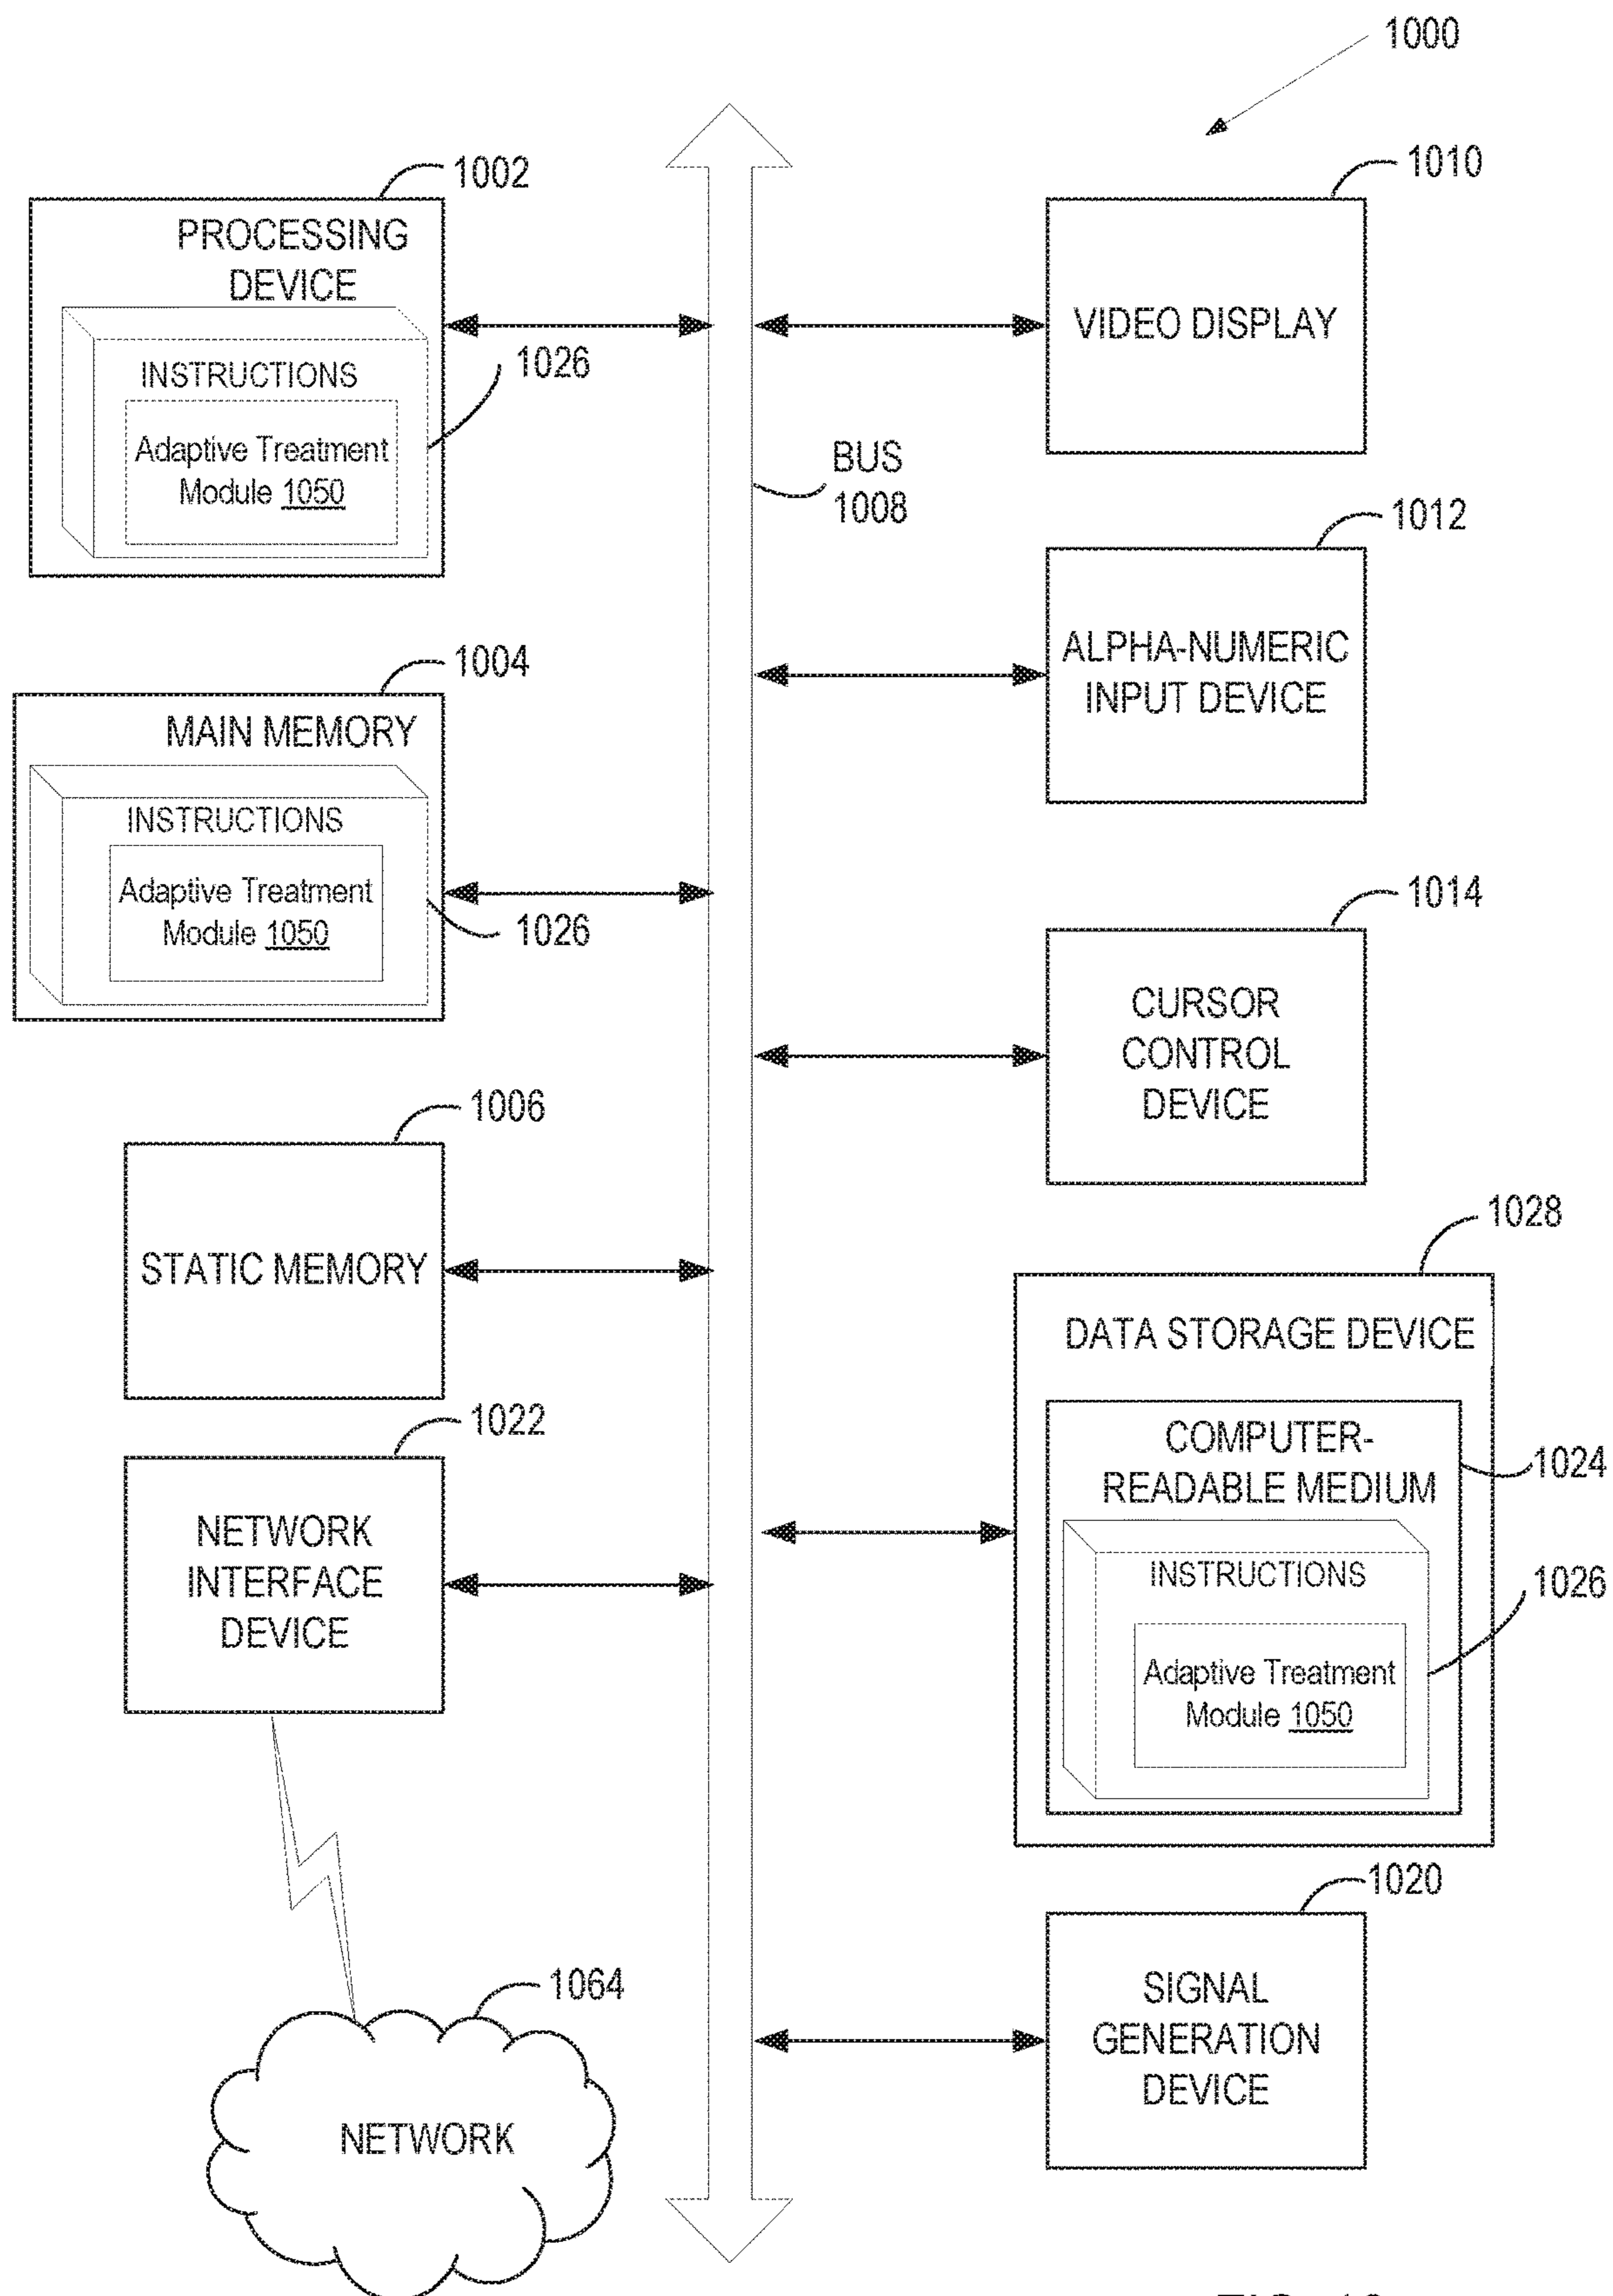 1000
1002
PROCESSING
DEVICE
INSTRUCTIONS
Adaptive Treatment
Module 1050
1026
1004
MAIN MEMORY
INSTRUCTIONS
Adaptive Treatment
Module 1050
1026
1006
STATIC MEMORY
1022
NETWORK
INTERFACE
DEVICE
1064
NETWORK
BUS
1008
1010
VIDEO DISPLAY
1012
ALPHA-NUMERIC
INPUT DEVICE
1014
CURSOR
CONTROL
DEVICE
1028
DATA STORAGE DEVICE
COMPUTER-
READABLE MEDIUM
1024
INSTRUCTIONS
Adaptive Treatment
Module 1050
1026
1020
SIGNAL
GENERATION
DEVICE